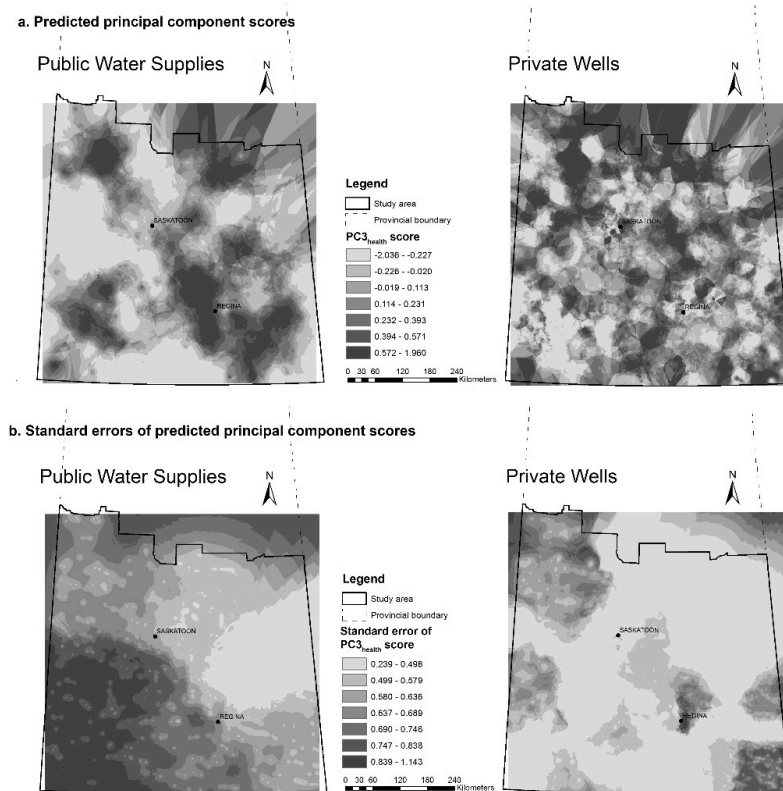 a. Predicted principal component scores
Public Water Supplies
N
Private Wells
N
SASKATOON
REGINA
Legend
Study area
Provincial boundary
PC3health score
-2.036 - -0.227
-0.226 - -0.020
-0.019 - 0.113
0.114 - 0.231
0.232 - 0.393
0.394 - 0.571
0.572 - 1.960
0 30 60 120 180 240
Kilometers
SASKATOON
REGINA
b. Standard errors of predicted principal component scores
Public Water Supplies
N
Private Wells
N
SASKATOON
REGINA
Legend
Study area
Provincial boundary
Standard error of
PC3health score
0.239 - 0.498
0.499 - 0.579
0.580 - 0.636
0.637 - 0.689
0.690 - 0.746
0.747 - 0.838
0.839 - 1.143
0 30 60 120 180 240
Kilometers
SASKATOON
REGINA